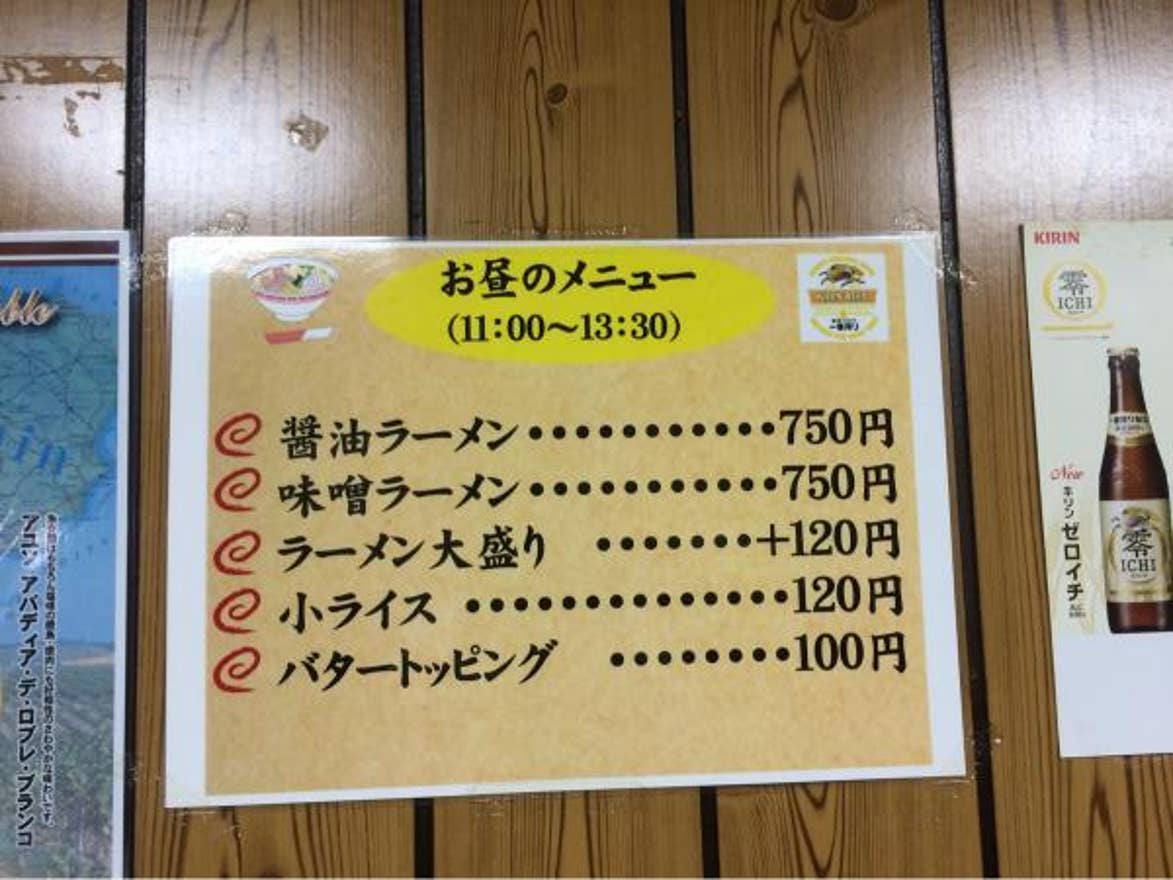 お昼のメニュー
(11:00～13:30)
醤油ラーメン・・・・・・・・・・・750円
味噌ラーメン・・・・・・・・・・・750円
ラーメン大盛り ・・・・・・・+120円
小ライス ・・・・・・・・・・・・・・120円
バタートッピング ・・・・・・・・100円
KIRIN
零
ICHI
New
キリン
ゼロイチ
零
ICHI
アコッ アバディア・デ・ロブレ・ブランコ